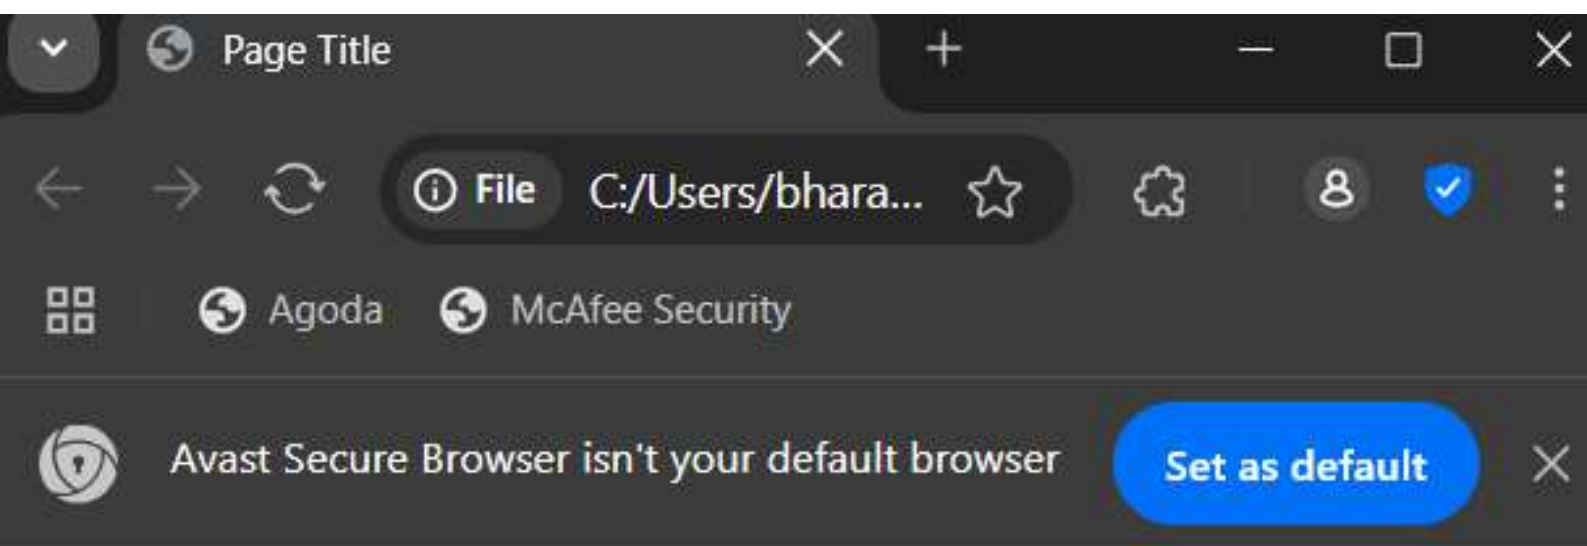 Page Title
File C:/Users/bhara...
Agoda McAfee Security
Avast Secure Browser isn't your default browser Set as default